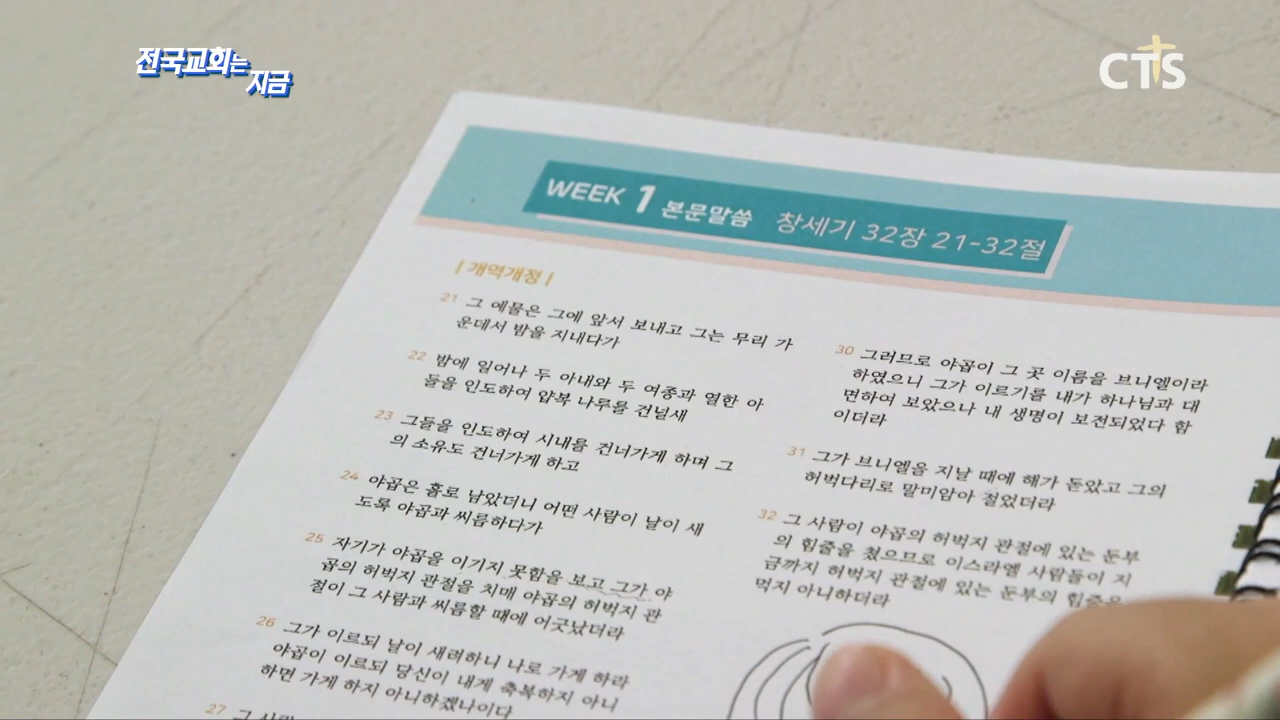 전국교회는
지금
CTS
WEEK 1 본문말씀 창세기 32장 21-32절
| 개역개정 |
21 그 예물은 그에 앞서 보내고 그는 무리 가
운데서 밤을 지내다가
22 밤에 일어나 두 아내와 두 여종과 열한 아
들을 인도하여 얍복 나루를 건널새
23 그들을 인도하여 시내를 건너가게 하며 그
의 소유도 건너가게 하고
24 야곱은 홀로 남았더니 어떤 사람이 날이 새
도록 야곱과 씨름하다가
25 자기가 야곱을 이기지 못함을 보고 그가 야
곱의 허벅지 관절을 치매 야곱의 허벅지 관
절이 그 사람과 씨름할 때에 어긋났더라
26 그가 이르되 날이 새려하니 나로 가게 하라
야곱이 이르되 당신이 내게 축복하지 아니
하면 가게 하지 아니하겠나이다
27 그
30 그러므로 야곱이 그 곳 이름을 브니엘이라
하였으니 그가 이르기를 내가 하나님과 대
면하여 보았으나 내 생명이 보전되었다 함
이더라
31 그가 브니엘을 지날 때에 해가 돋았고 그의
허벅다리로 말미암아 절었더라
32 그 사람이 야곱의 허벅지 관절에 있는 둔부
의 힘줄을 쳤으므로 이스라엘 사람들이 지
금까지 허벅지 관절에 있는 둔부의 힘줄을
먹지 아니하더라